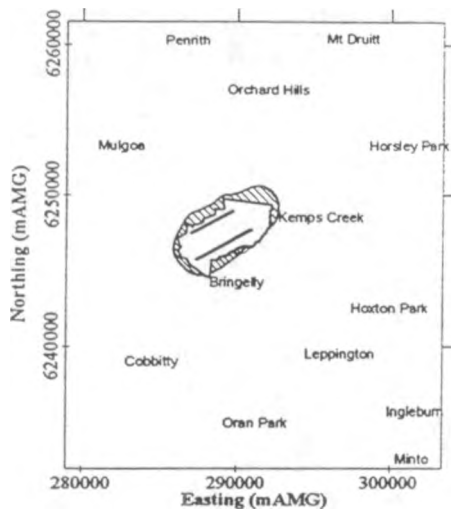 6260000
Penrith
Mt Druitt
Orchard Hills
Mulgoa
Horsley Park
6250000
Kemps Creek
Bringelly
Hoxton Park
6240000
Cobbitty
Leppington
Ingleburn
Oran Park
Minto
280000
290000
300000
Easting (mAMG)
Northing (mAMG)